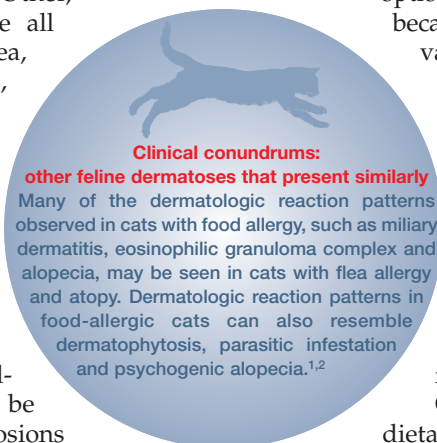 e all
ea,
,
option
beca
va
Clinical conundrums:
other feline dermatoses that present similarly
Many of the dermatologic reaction patterns
observed in cats with food allergy, such as miliary
dermatitis, eosinophilic granuloma complex and
alopecia, may be seen in cats with flea allergy
and atopy. Dermatologic reaction patterns in
food-allergic cats can also resemble
dermatophytosis, parasitic infestation
and psychogenic alopecia.1,2
l-
be
osions
dieta